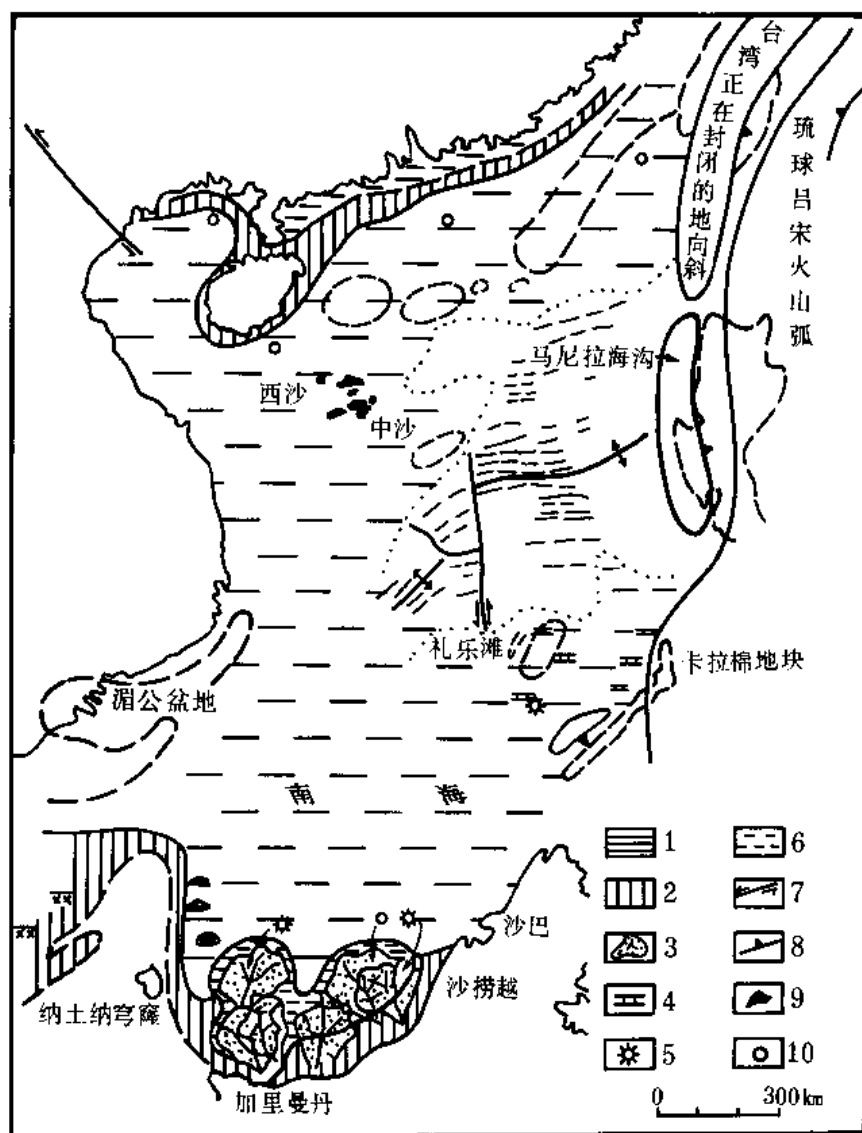 台湾正在封闭的地向斜
琉球吕宋火山弧
马尼拉海沟
西沙
中沙
礼乐滩
卡拉棉地块
湄公盆地
南海
沙巴
沙捞越
纳土纳穹窿
加里曼丹
1
2
3
4
5
6
7
8
9
10
0 300km